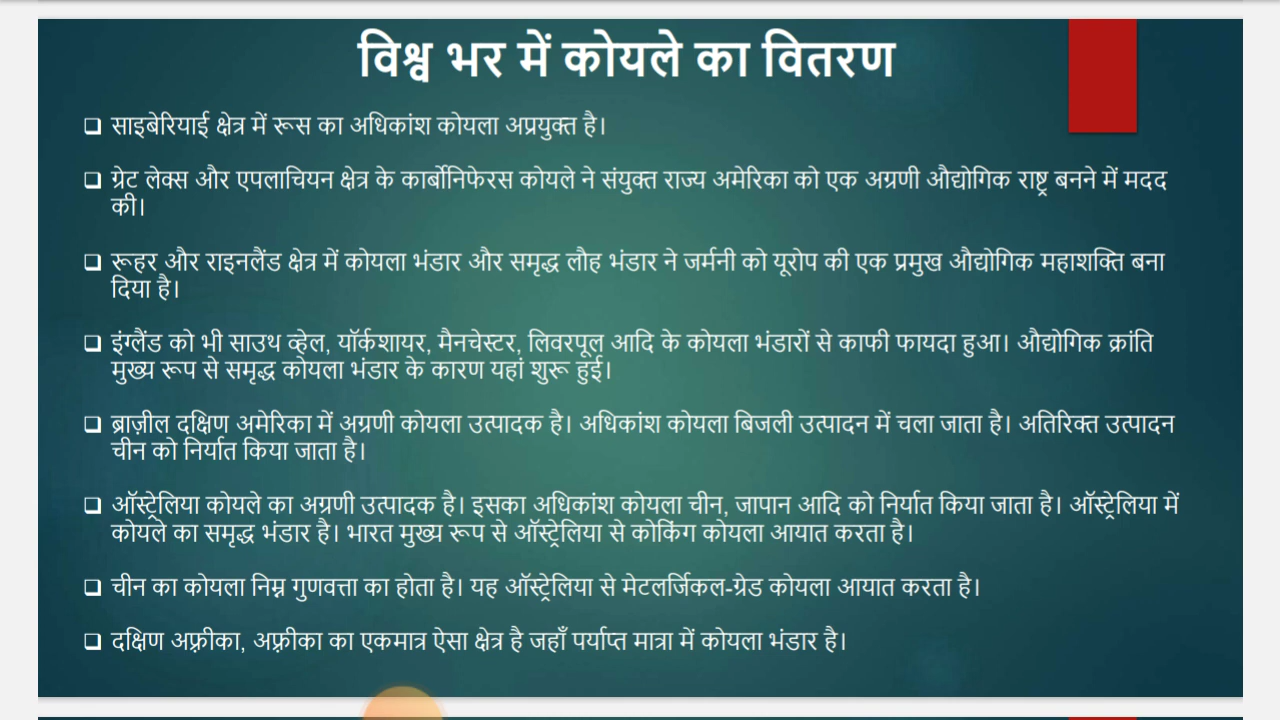 विश्व भर में कोयले का वितरण
❑ साइबेरियाई क्षेत्र में रूस का अधिकांश कोयला अप्रयुक्त है।
❑ ग्रेट लेक्स और एपलाचियन क्षेत्र के कार्बोनिफेरस कोयले ने संयुक्त राज्य अमेरिका को एक अग्रणी औद्योगिक राष्ट्र बनने में मदद
की।
❑ रूहर और राइनलैंड क्षेत्र में कोयला भंडार और समृद्ध लौह भंडार ने जर्मनी को यूरोप की एक प्रमुख औद्योगिक महाशक्ति बना
दिया है।
❑ इंग्लैंड को भी साउथ व्हेल, यॉर्कशायर, मैनचेस्टर, लिवरपूल आदि के कोयला भंडारों से काफी फायदा हुआ। औद्योगिक क्रांति
मुख्य रूप से समृद्ध कोयला भंडार के कारण यहां शुरू हुई।
❑ ब्राज़ील दक्षिण अमेरिका में अग्रणी कोयला उत्पादक है। अधिकांश कोयला बिजली उत्पादन में चला जाता है। अतिरिक्त उत्पादन
चीन को निर्यात किया जाता है।
❑ ऑस्ट्रेलिया कोयले का अग्रणी उत्पादक है। इसका अधिकांश कोयला चीन, जापान आदि को निर्यात किया जाता है। ऑस्ट्रेलिया में
कोयले का समृद्ध भंडार है। भारत मुख्य रूप से ऑस्ट्रेलिया से कोकिंग कोयला आयात करता है।
❑ चीन का कोयला निम्न गुणवत्ता का होता है। यह ऑस्ट्रेलिया से मेटलर्जिकल-ग्रेड कोयला आयात करता है।
❑ दक्षिण अफ़्रीका, अफ़्रीका का एकमात्र ऐसा क्षेत्र है जहाँ पर्याप्त मात्रा में कोयला भंडार है।